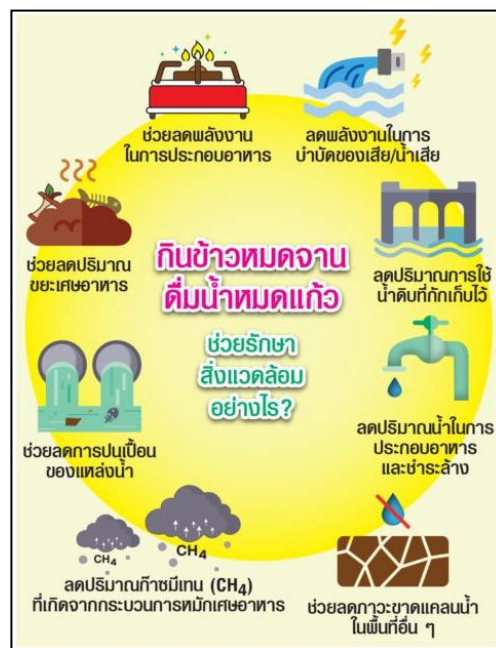 กินข้าวหมดจาน
ดื่มน้ำหมดแก้ว
ช่วยรักษา
สิ่งแวดล้อม
อย่างไร?
ช่วยลดพลังงาน
ในการประกอบอาหาร
ลดพลังงานในการ
บำบัดของเสีย/น้ำเสีย
ลดปริมาณการใช้
น้ำดิบที่กักเก็บไว้
ลดปริมาณน้ำในการ
ประกอบอาหาร
และชำระล้าง
ช่วยลดภาวะขาดแคลนน้ำ
ในพื้นที่อื่น ๆ
CH4
CH4
ลดปริมาณก๊าซมีเทน (CH4)
ที่เกิดจากกระบวนการหมักเศษอาหาร
ช่วยลดการปนเปื้อน
ของแหล่งน้ำ
ช่วยลดปริมาณ
ขยะเศษอาหาร